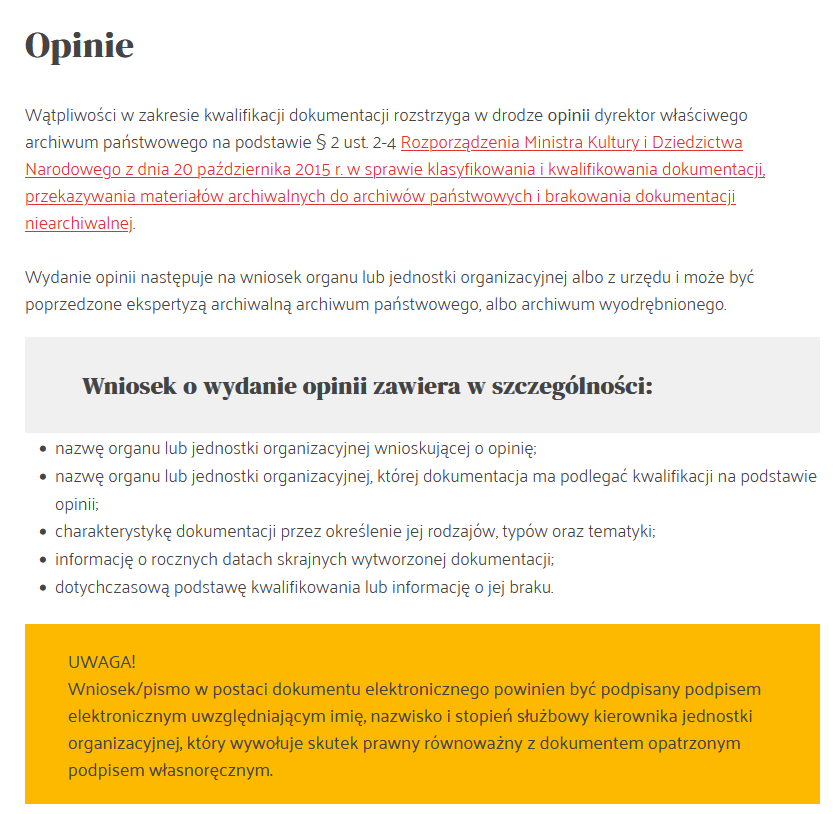 Opinie
Wątpliwości w zakresie kwalifikacji dokumentacji rozstrzyga w drodze opinii dyrektor właściwego
archiwum państwowego na podstawie § 2 ust. 2-4 Rozporządzenia Ministra Kultury i Dziedzictwa
Narodowego z dnia 20 października 2015 r. w sprawie klasyfikowania i kwalifikowania dokumentacji,
przekazywania materiałów archiwalnych do archiwów państwowych i brakowania dokumentacji
niearchiwalnej.
Wydanie opinii następuje na wniosek organu lub jednostki organizacyjnej albo z urzędu i może być
poprzedzone ekspertyzą archiwalną archiwum państwowego, albo archiwum wyodrębnionego.
Wniosek o wydanie opinii zawiera w szczególności:
• nazwę organu lub jednostki organizacyjnej wnioskującej o opinię;
• nazwę organu lub jednostki organizacyjnej, której dokumentacja ma podlegać kwalifikacji na podstawie
opinii;
• charakterystykę dokumentacji przez określenie jej rodzajów, typów oraz tematyki;
• informację o rocznych datach skrajnych wytworzonej dokumentacji;
• dotychczasową podstawę kwalifikowania lub informację o jej braku.
UWAGA!
Wniosek/pismo w postaci dokumentu elektronicznego powinien być podpisany podpisem
elektronicznym uwzględniającym imię, nazwisko i stopień służbowy kierownika jednostki
organizacyjnej, który wywołuje skutek prawny równoważny z dokumentem opatrzonym
podpisem własnoręcznym.